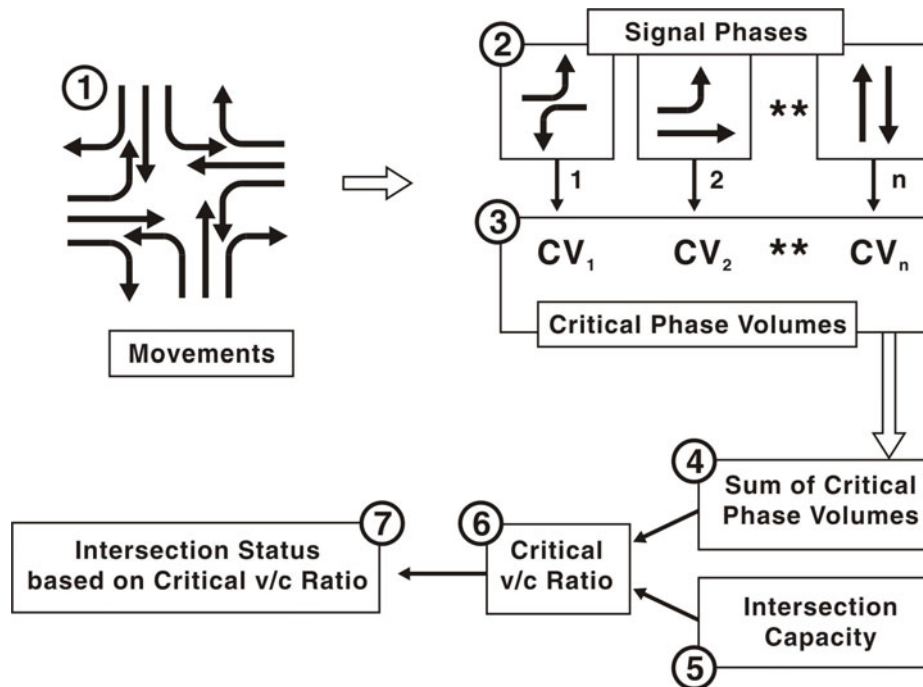 1
Movements
2
Signal Phases
**
1
2
n
3
CV₁ CV₂ ** CVₙ
Critical Phase Volumes
4
Sum of Critical
Phase Volumes
5
Intersection
Capacity
6
Critical
v/c Ratio
7
Intersection Status
based on Critical v/c Ratio